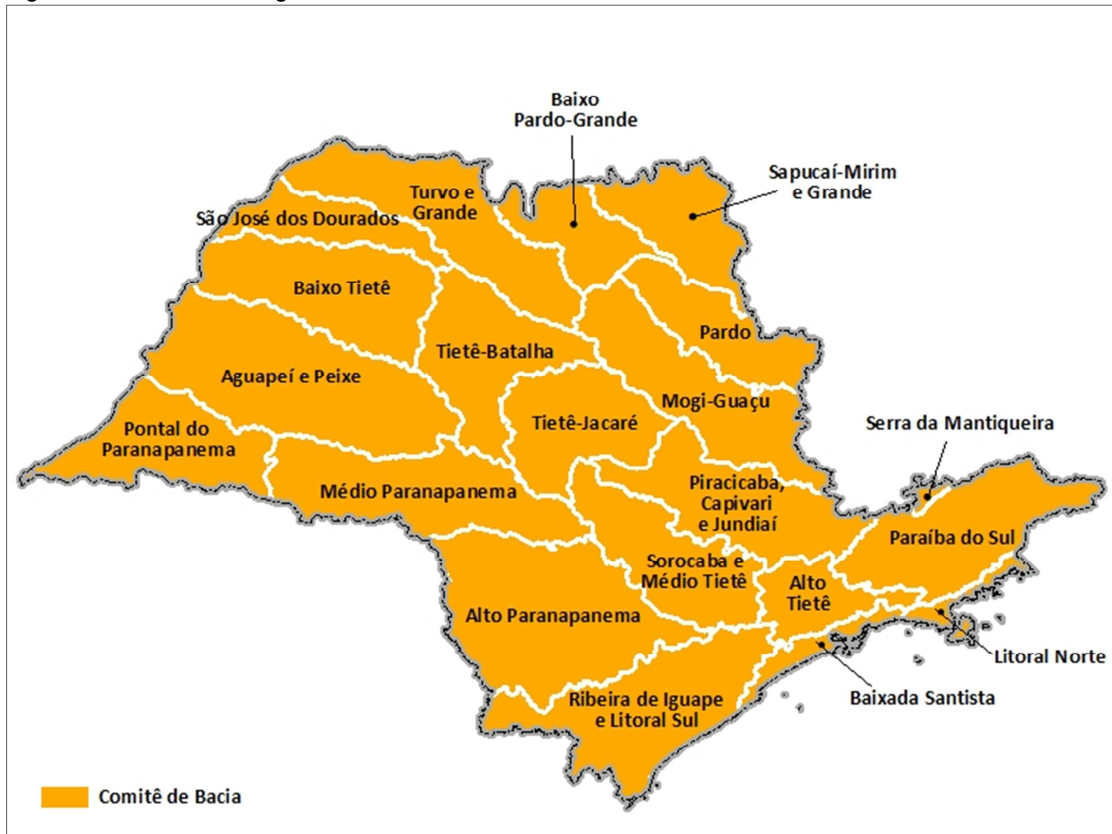 Baixo
Pardo-Grande
Sapucaí-Mirim
e Grande
Turvo e
Grande
São José dos Dourados
Baixo Tietê
Pardo
Tietê-Batalha
Aguapeí e Peixe
Mogi-Guaçu
Tietê-Jacaré
Serra da Mantiqueira
Pontal do
Paranapanema
Médio Paranapanema
Piracicaba,
Capivari
e Jundiaí
Paraíba do Sul
Sorocaba e
Médio Tietê
Alto
Tietê
Alto Paranapanema
Litoral Norte
Ribeira de Iguape
e Litoral Sul
Baixada Santista
Comitê de Bacia